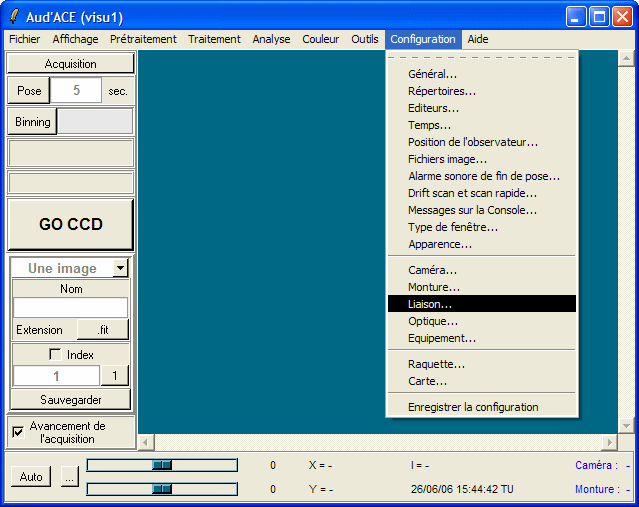 Aud'ACE (visu1)
Fichier Affichage Prétraitement Traitement Analyse Couleur Outils Configuration Aide
Acquisition
Pose 5 sec.
Binning
GO CCD
Une image
Nom
Extension .fit
Index
1 1
Sauvegarder
Avancement de
l'acquisition
Général...
Répertoires...
Editeurs...
Temps...
Position de l'observateur...
Fichiers image...
Alarme sonore de fin de pose...
Drift scan et scan rapide...
Messages sur la Console...
Type de fenêtre...
Apparence...
Caméra...
Monture...
Liaison...
Optique...
Equipement...
Raquette...
Carte...
Enregistrer la configuration
Auto ... 0 X = - I = - Caméra : -
0 Y = - 26/06/06 15:44:42 TU Monture : -